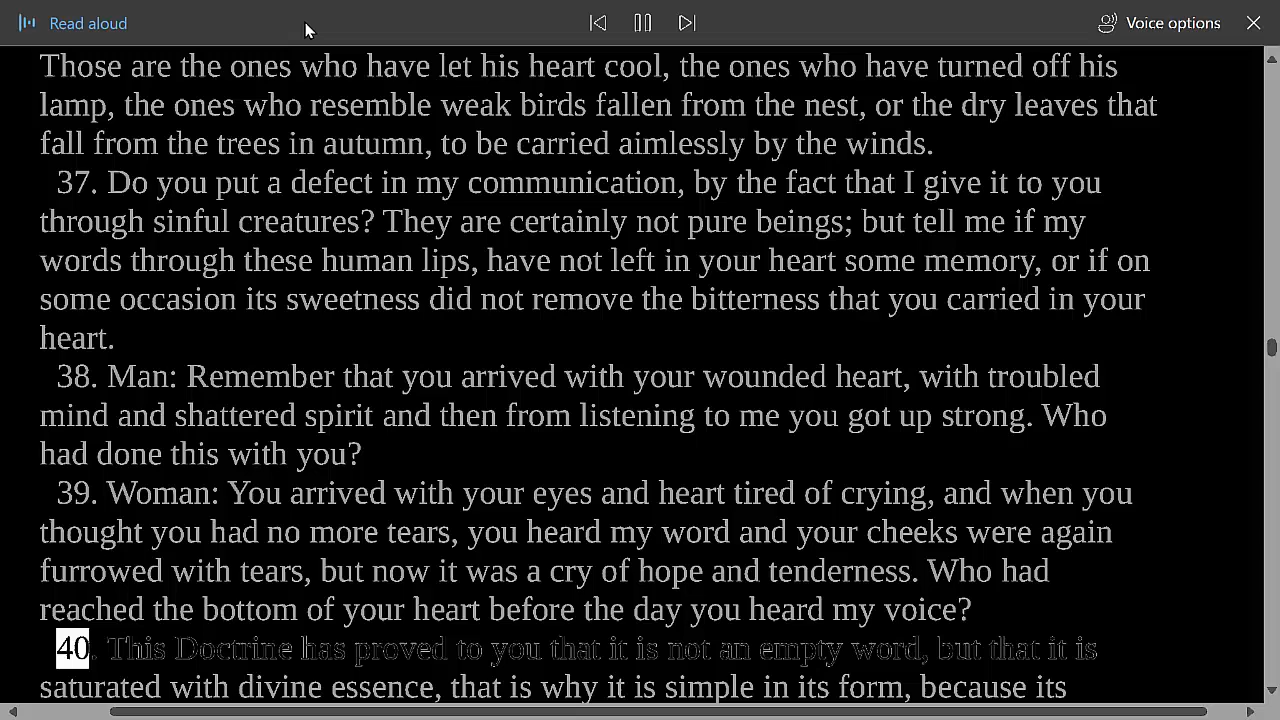 Read aloud
Voice options
Those are the ones who have let his heart cool, the ones who have turned off his
lamp, the ones who resemble weak birds fallen from the nest, or the dry leaves that
fall from the trees in autumn, to be carried aimlessly by the winds.
37. Do you put a defect in my communication, by the fact that I give it to you
through sinful creatures? They are certainly not pure beings; but tell me if my
words through these human lips, have not left in your heart some memory, or if on
some occasion its sweetness did not remove the bitterness that you carried in your
heart.
38. Man: Remember that you arrived with your wounded heart, with troubled
mind and shattered spirit and then from listening to me you got up strong. Who
had done this with you?
39. Woman: You arrived with your eyes and heart tired of crying, and when you
thought you had no more tears, you heard my word and your cheeks were again
furrowed with tears, but now it was a cry of hope and tenderness. Who had
reached the bottom of your heart before the day you heard my voice?
40. This Doctrine has proved to you that it is not an empty word, but that it is
saturated with divine essence, that is why it is simple in its form, because its